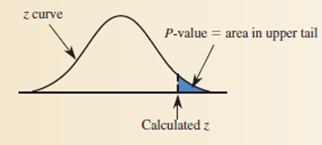 z curve
P-value = area in upper tail
Calculated z